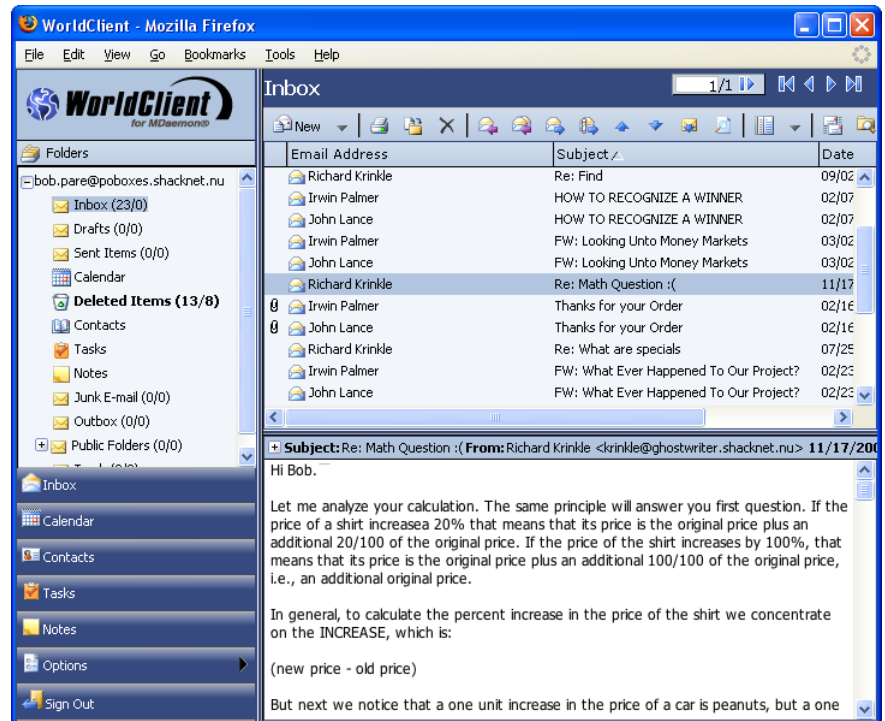 WorldClient - Mozilla Firefox
File Edit View Go Bookmarks Tools Help
WorldClient
for MDaemon®
Inbox
1/1
New
Folders
Email Address Subject Date
bob.pare@poboxes.shacknet.nu
Inbox (23/0)
Drafts (0/0)
Sent Items (0/0)
Calendar
Deleted Items (13/8)
Contacts
Tasks
Notes
Junk E-mail (0/0)
Outbox (0/0)
Public Folders (0/0)
Richard Krinkle Re: Find 09/02
Irwin Palmer HOW TO RECOGNIZE A WINNER 02/07
John Lance HOW TO RECOGNIZE A WINNER 02/07
Irwin Palmer FW: Looking Unto Money Markets 03/02
John Lance FW: Looking Unto Money Markets 03/02
Richard Krinkle Re: Math Question :( 11/17
Irwin Palmer Thanks for your Order 02/16
John Lance Thanks for your Order 02/16
Richard Krinkle Re: What are specials 07/25
Irwin Palmer FW: What Ever Happened To Our Project? 02/23
John Lance FW: What Ever Happened To Our Project? 02/23
Inbox
Calendar
Contacts
Tasks
Notes
Options
Sign Out
Subject: Re: Math Question :( From: Richard Krinkle <krinkle@ghostwriter.shacknet.nu> 11/17/200
Hi Bob.
Let me analyze your calculation. The same principle will answer you first question. If the
price of a shirt increasea 20% that means that its price is the original price plus an
additional 20/100 of the original price. If the price of the shirt increases by 100%, that
means that its price is the original price plus an additional 100/100 of the original price,
i.e., an additional original price.
In general, to calculate the percent increase in the price of the shirt we concentrate
on the INCREASE, which is:
(new price - old price)
But next we notice that a one unit increase in the price of a car is peanuts, but a one